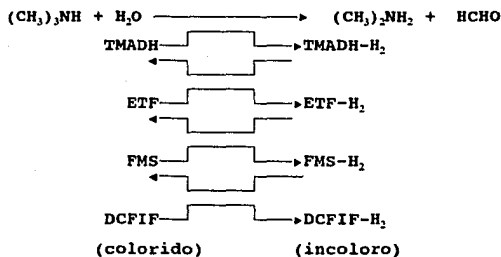 (CH₃)₃NH + H₂O → (CH₃)₂NH₂ + HCHO
TMADH TMADH-H₂
ETF ETF-H₂
FMS FMS-H₂
DCFIF DCFIF-H₂
(colorido) (incoloro)